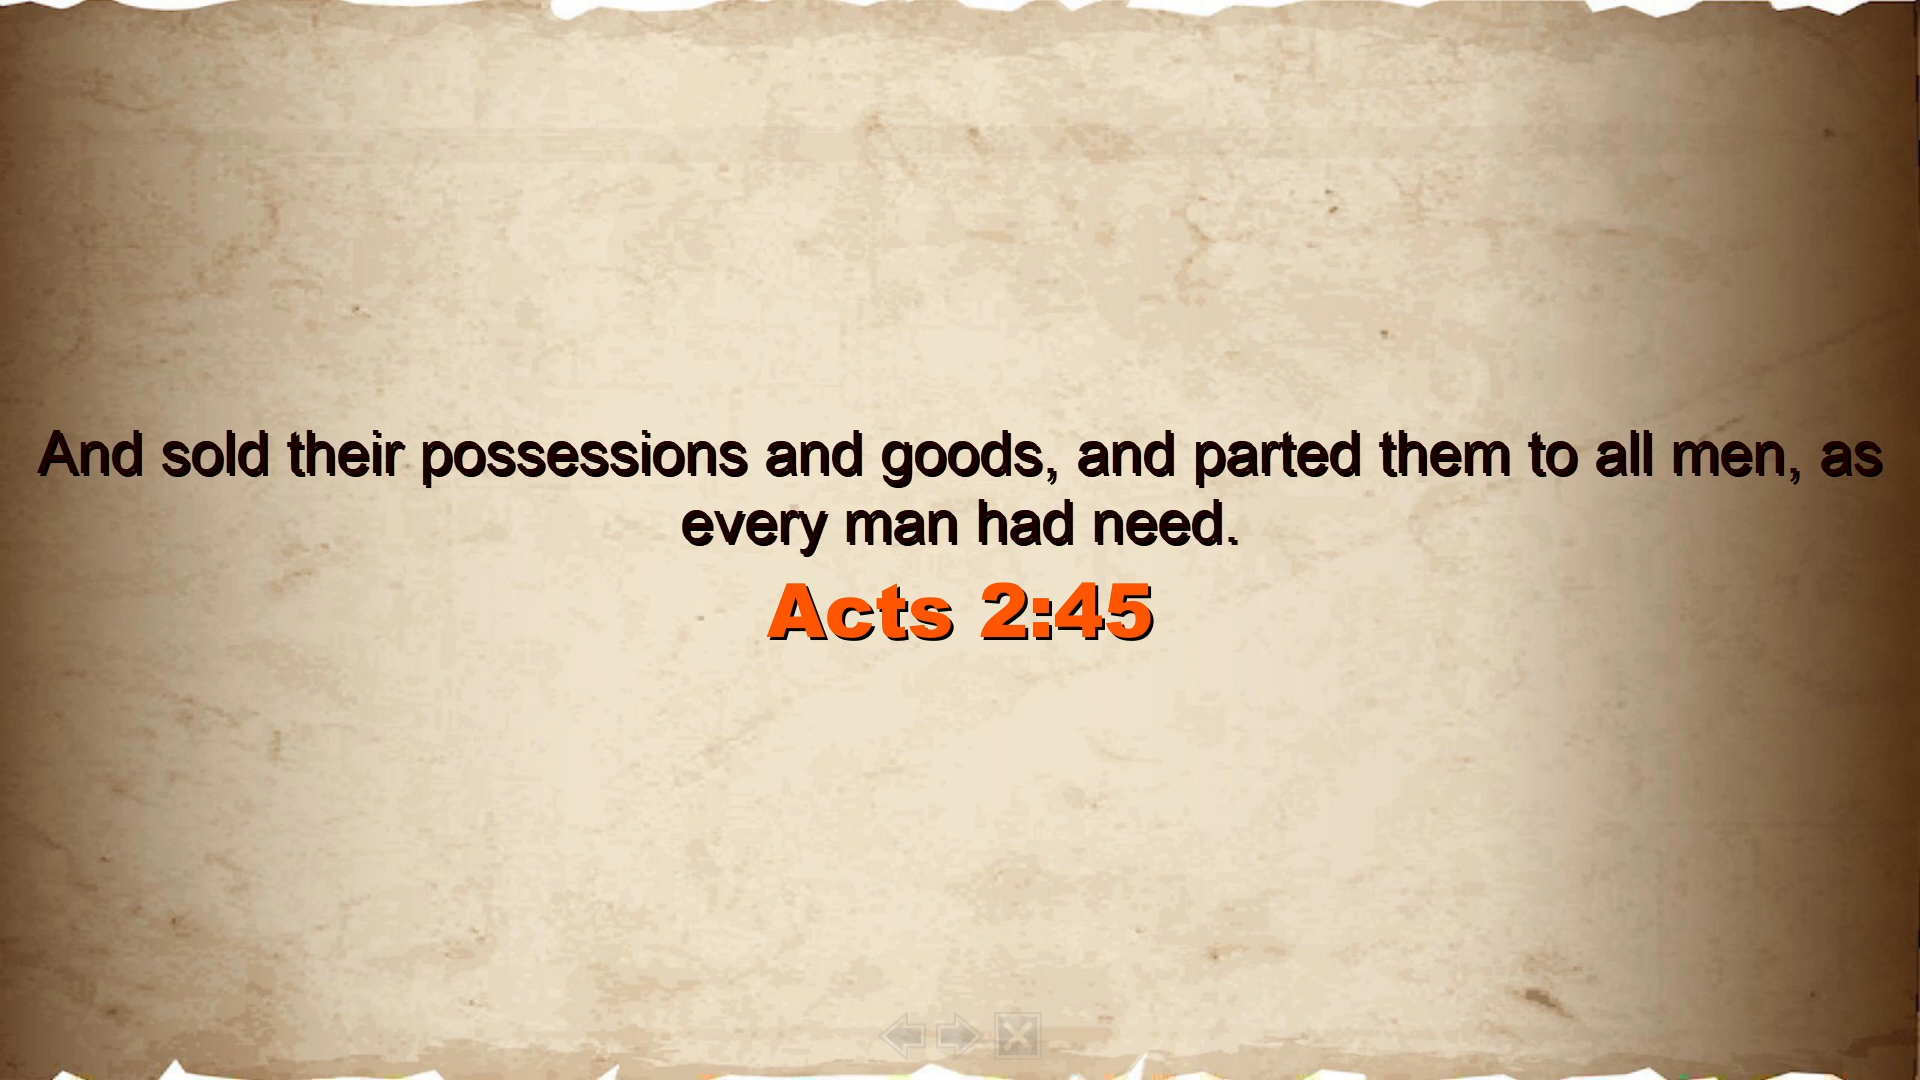 And sold their possessions and goods, and parted them to all men, as
every man had need.
Acts 2:45